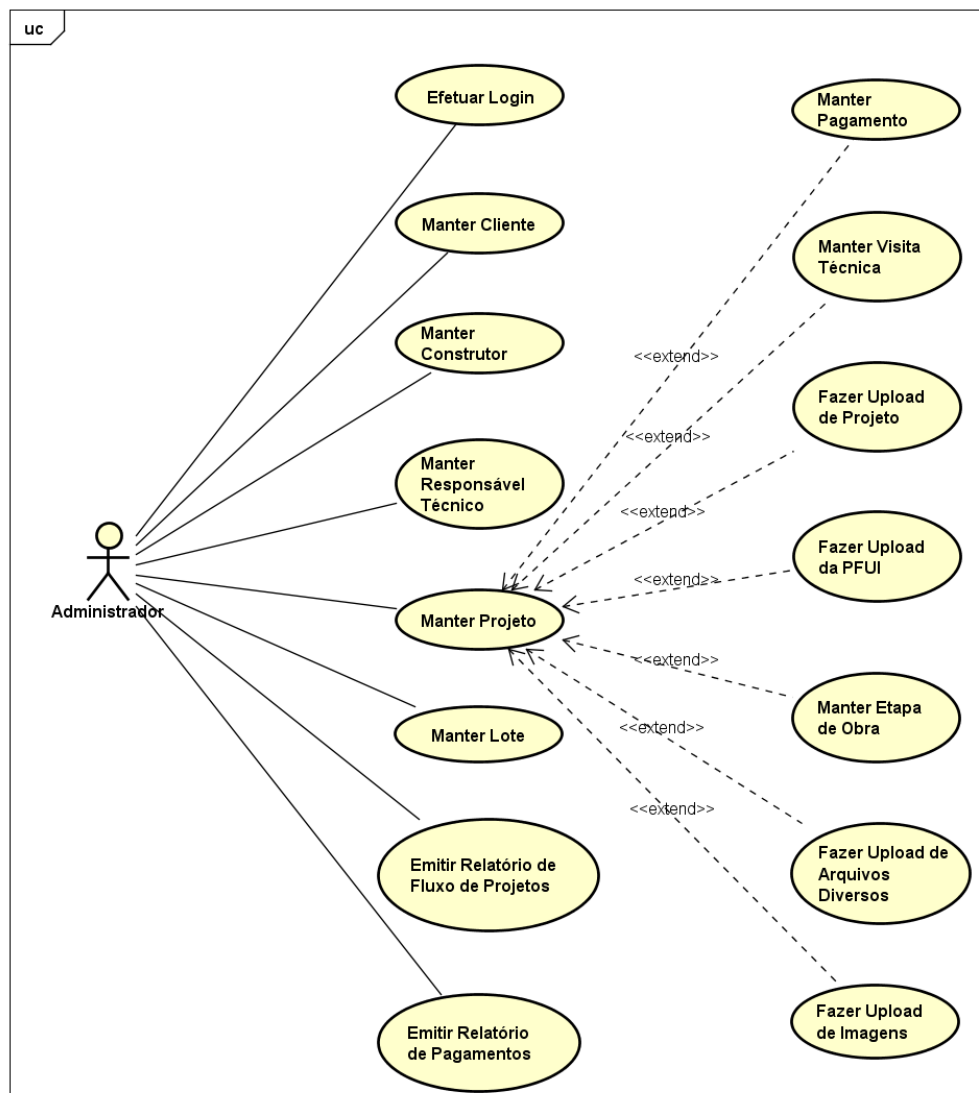 uc
Efetuar Login
Manter Cliente
Manter
Construtor
Manter
Responsável
Técnico
Administrador
Manter Projeto
Manter Lote
Emitir Relatório de
Fluxo de Projetos
Emitir Relatório
de Pagamentos
<<extend>>
<<extend>>
<<extend>>
<<extend>>
<<extend>>
<<extend>>
<<extend>>
Manter
Pagamento
Manter Visita
Técnica
Fazer Upload
de Projeto
Fazer Upload
da PFUI
Manter Etapa
de Obra
Fazer Upload de
Arquivos
Diversos
Fazer Upload
de Imagens